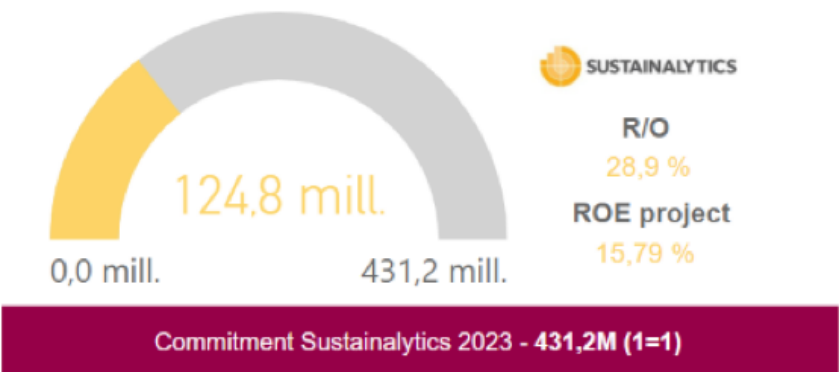 SUSTAINALYTICS
R/O
28,9 %
124,8 mill.
ROE project
15,79 %
0,0 mill.
431,2 mill.
Commitment Sustainalytics 2023 - 431,2M (1=1)